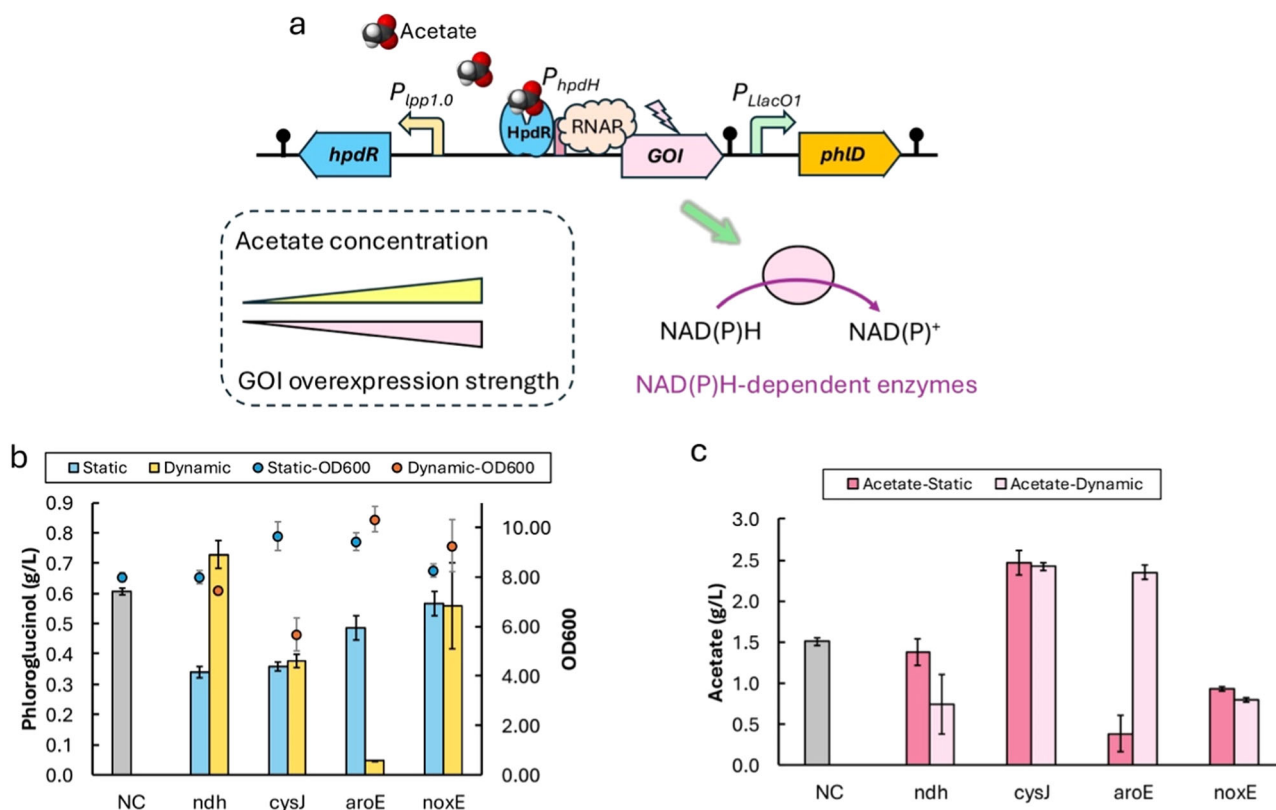 a
Acetate
P_lpp1.0
P_hpdH
P_LlacO1
HpdR
RNAP
hpdR
GOI
phlD
Acetate concentration
GOI overexpression strength
NAD(P)H
NAD(P)⁺
NAD(P)H-dependent enzymes
b
Static
Dynamic
Static-OD600
Dynamic-OD600
Phloroglucinol (g/L)
0.9
0.8
0.7
0.6
0.5
0.4
0.3
0.2
0.1
0.0
10.00
8.00
6.00
4.00
2.00
0.00
OD600
NC ndh cysJ aroE noxE
c
Acetate-Static
Acetate-Dynamic
Acetate (g/L)
3.0
2.5
2.0
1.5
1.0
0.5
0.0
NC ndh cysJ aroE noxE